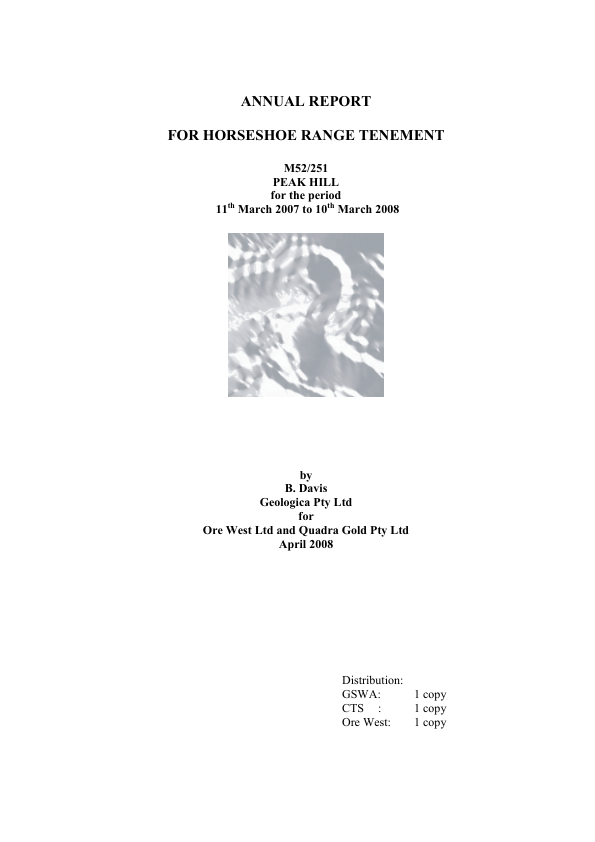 ANNUAL REPORT
FOR HORSESHOE RANGE TENEMENT
M52/251
PEAK HILL
for the period
11th March 2007 to 10th March 2008
by
B. Davis
Geologica Pty Ltd
for
Ore West Ltd and Quadra Gold Pty Ltd
April 2008
Distribution:
GSWA: 1 copy
CTS : 1 copy
Ore West: 1 copy